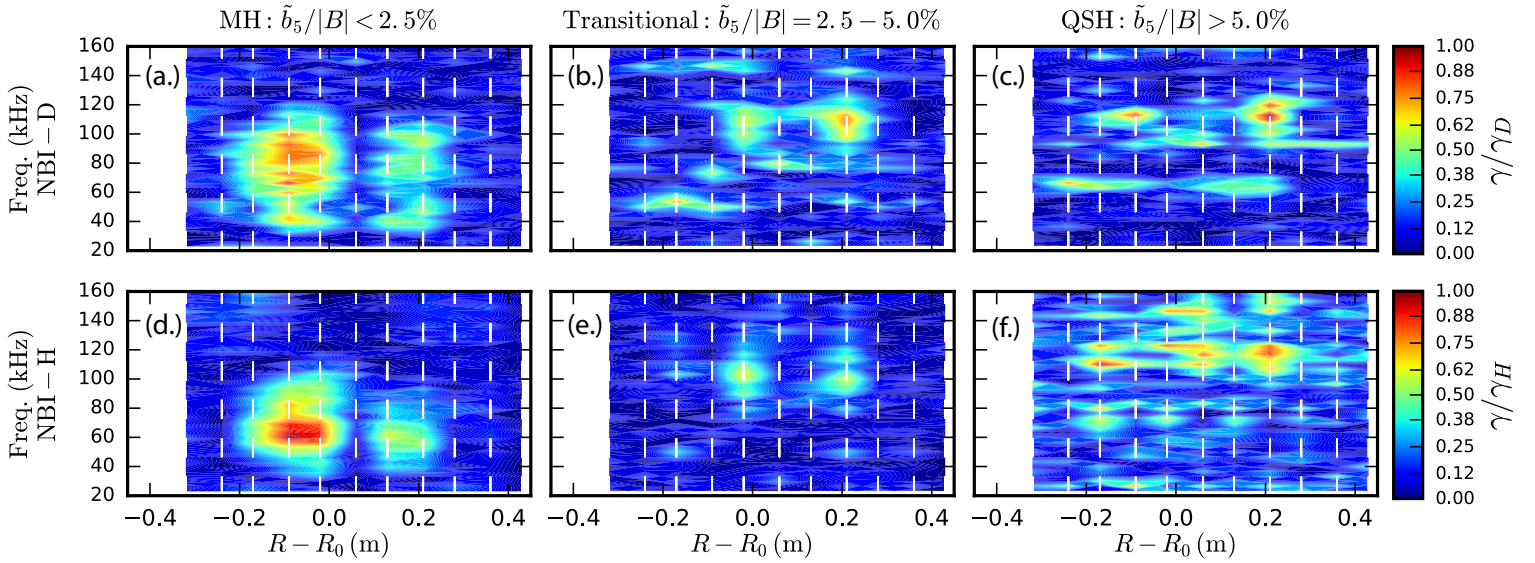 MH: b̃₅/|B| < 2.5%
Transitional: b̃₅/|B| = 2.5 − 5.0%
QSH: b̃₅/|B| > 5.0%
Freq. (kHz)
NBI − D
160
140
120
100
80
60
40
20
(a.)
(b.)
(c.)
1.00
0.88
0.75
0.62
0.50
0.38
0.25
0.12
0.00
γ/γD
Freq. (kHz)
NBI − H
160
140
120
100
80
60
40
20
(d.)
(e.)
(f.)
1.00
0.88
0.75
0.62
0.50
0.38
0.25
0.12
0.00
γ/γH
−0.4 −0.2 0.0 0.2 0.4
−0.4 −0.2 0.0 0.2 0.4
−0.4 −0.2 0.0 0.2 0.4
R − R₀ (m)
R − R₀ (m)
R − R₀ (m)